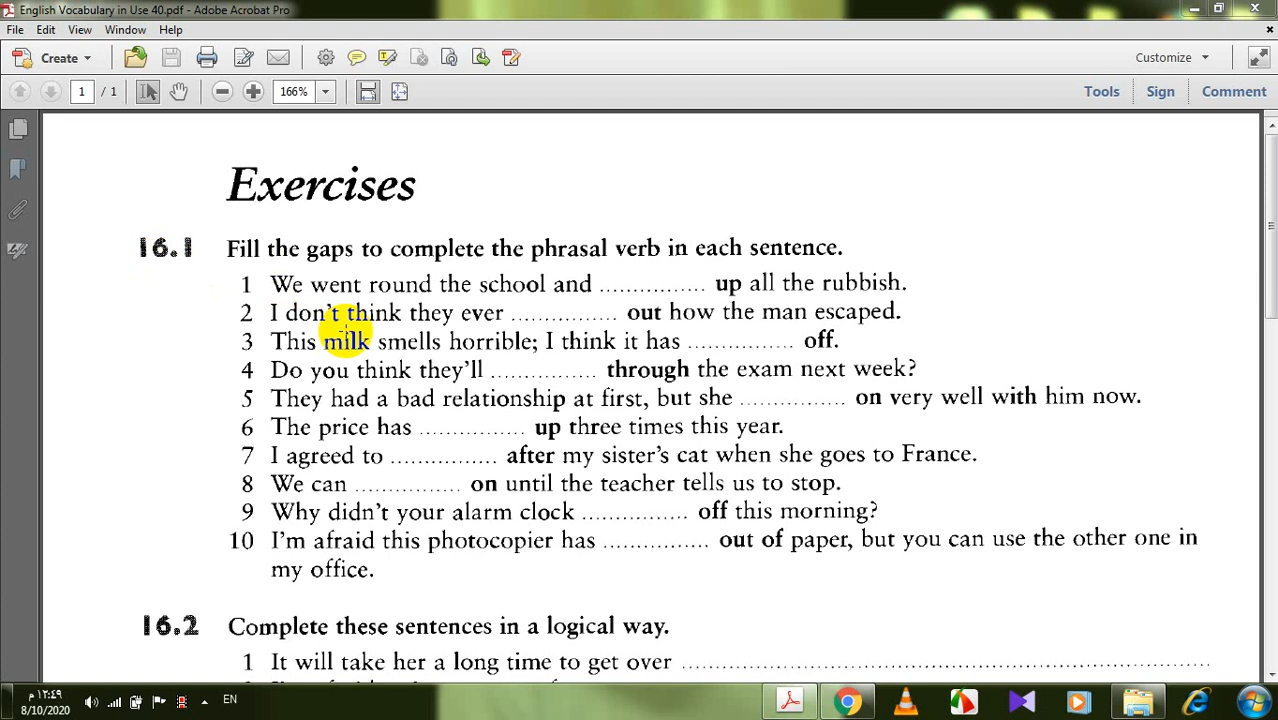 English Vocabulary in Use 40.pdf - Adobe Acrobat Pro
File Edit View Window Help
Create Customize
1 / 1 166% Tools Sign Comment
Exercises
16.1 Fill the gaps to complete the phrasal verb in each sentence.
1 We went round the school and ............... up all the rubbish.
2 I don't think they ever ............... out how the man escaped.
3 This milk smells horrible; I think it has ............... off.
4 Do you think they'll ............... through the exam next week?
5 They had a bad relationship at first, but she ............... on very well with him now.
6 The price has ............... up three times this year.
7 I agreed to ............... after my sister's cat when she goes to France.
8 We can ............... on until the teacher tells us to stop.
9 Why didn't your alarm clock ............... off this morning?
10 I'm afraid this photocopier has ............... out of paper, but you can use the other one in
my office.
16.2 Complete these sentences in a logical way.
1 It will take her a long time to get over ...............
م ١٢:٤٩ EN
8/10/2020